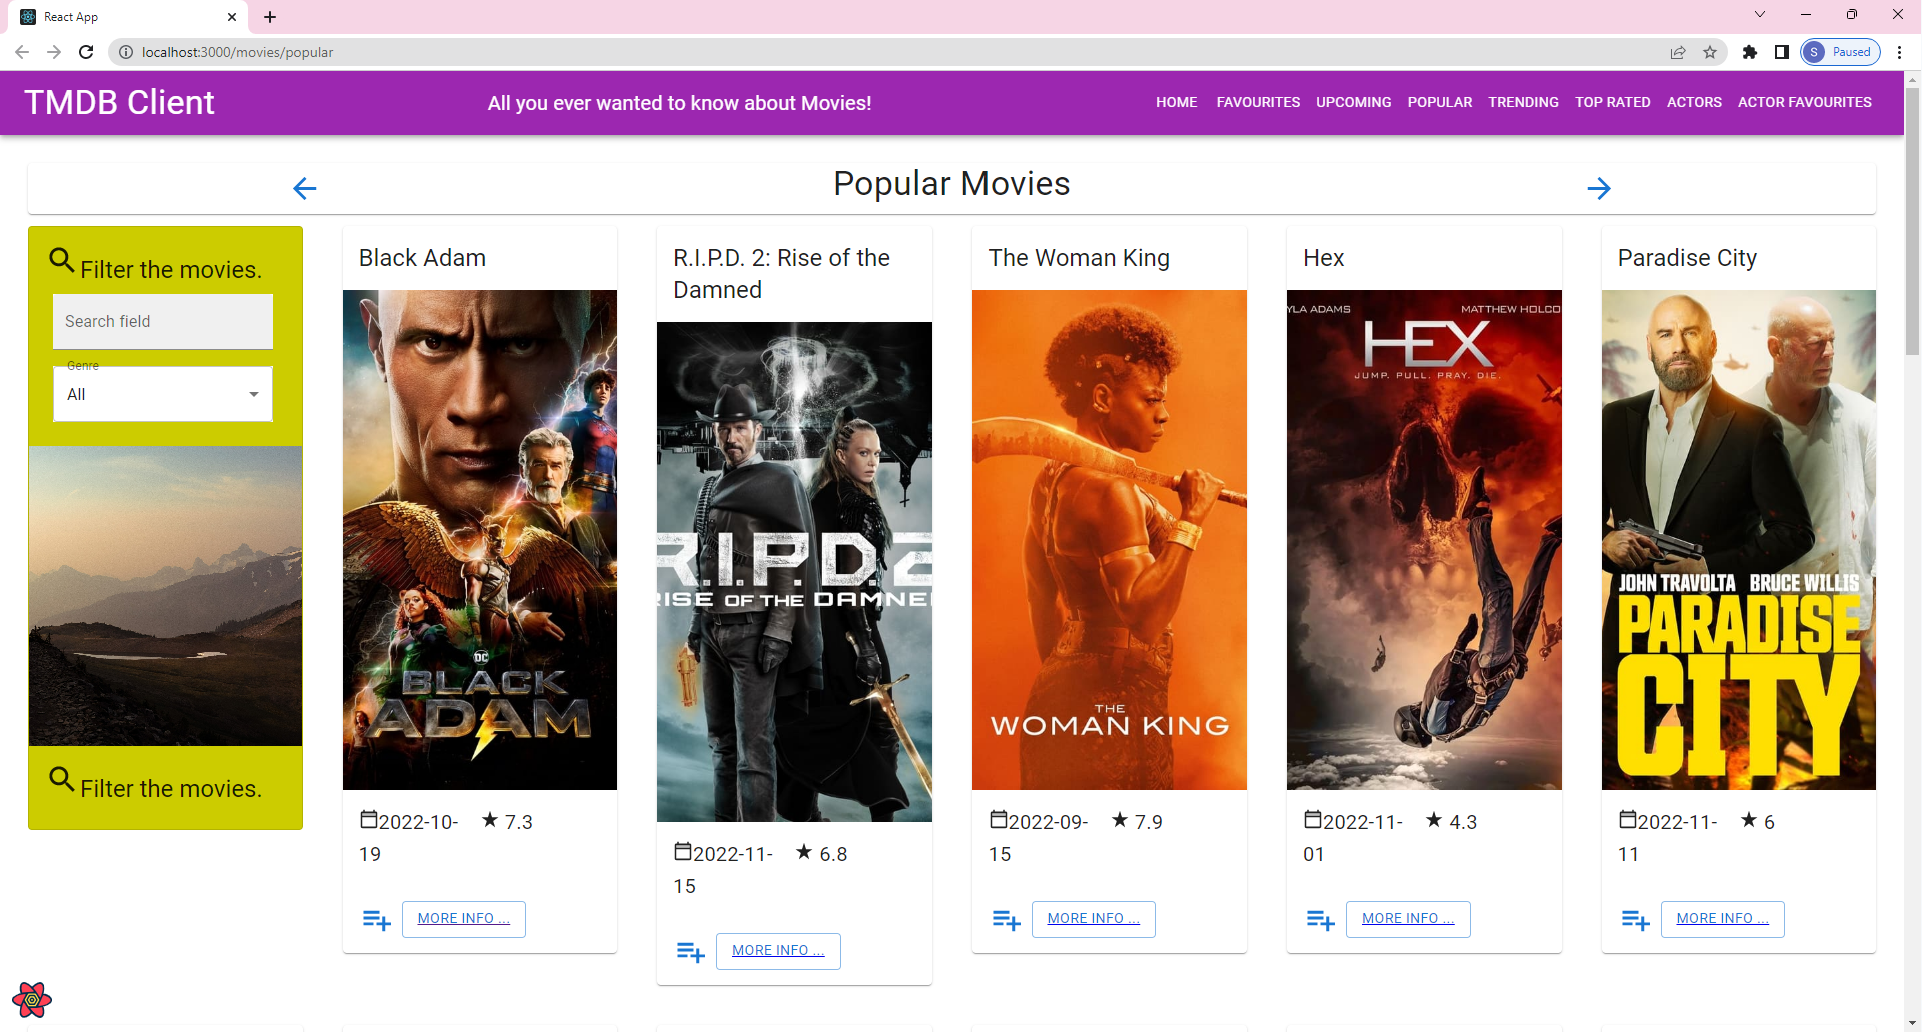 React App
localhost:3000/movies/popular
S Paused
TMDB Client
All you ever wanted to know about Movies!
HOME FAVOURITES UPCOMING POPULAR TRENDING TOP RATED ACTORS ACTOR FAVOURITES
Popular Movies
Filter the movies.
Search field
Genre
All
Filter the movies.
Black Adam
DC
BLACK
ADAM
2022-10-
19
7.3
MORE INFO ...
R.I.P.D. 2: Rise of the
Damned
R.I.P.D.2
RISE OF THE DAMNE
2022-11-
15
6.8
MORE INFO ...
The Woman King
THE
WOMAN KING
2022-09-
15
7.9
MORE INFO ...
Hex
YLA ADAMS MATTHEW HOLCO
HEX
JUMP. PULL. PRAY. DIE.
2022-11-
01
4.3
MORE INFO ...
Paradise City
JOHN TRAVOLTA BRUCE WILLIS
PARADISE
CITY
2022-11-
11
6
MORE INFO ...